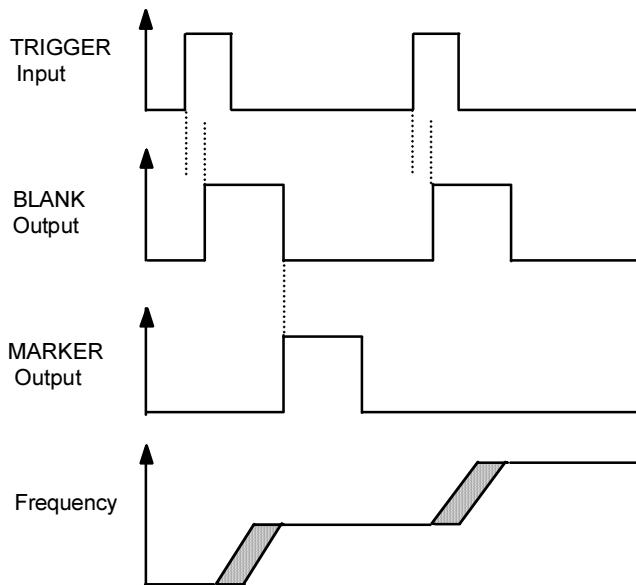 TRIGGER
Input
BLANK
Output
MARKER
Output
Frequency